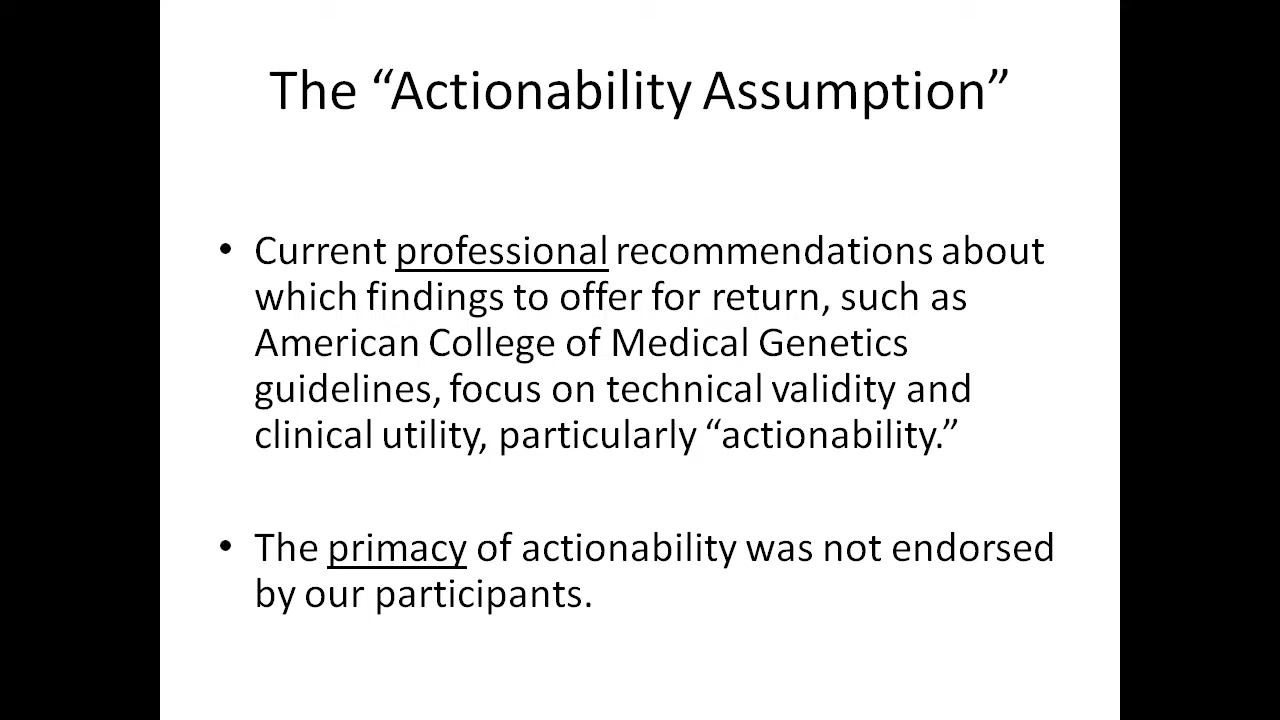 The “Actionability Assumption”
• Current professional recommendations about
which findings to offer for return, such as
American College of Medical Genetics
guidelines, focus on technical validity and
clinical utility, particularly “actionability.”
• The primacy of actionability was not endorsed
by our participants.